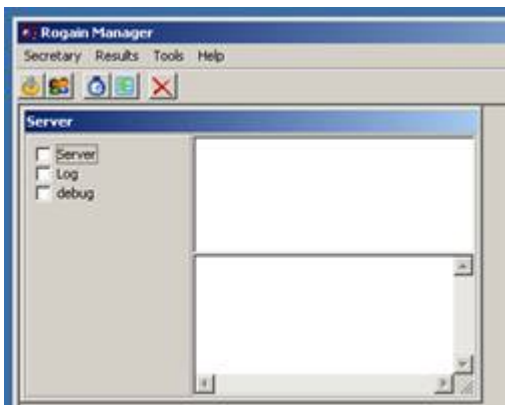 Rogain Manager
Secretary Results Tools Help
Server
Server
Log
debug